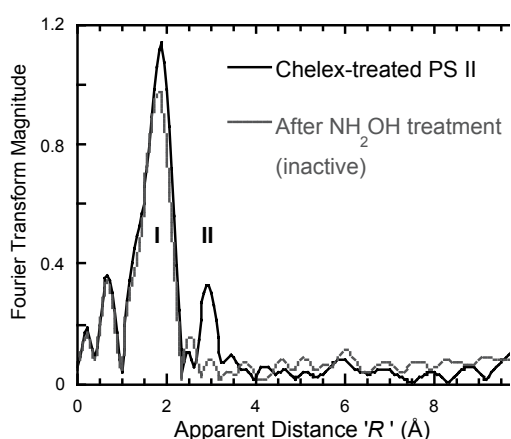 1.2
Chelex-treated PS II
After NH2OH treatment
(inactive)
0.8
Fourier Transform Magnitude
I II
0.4
0
0 2 4 6 8
Apparent Distance 'R ' (Å)